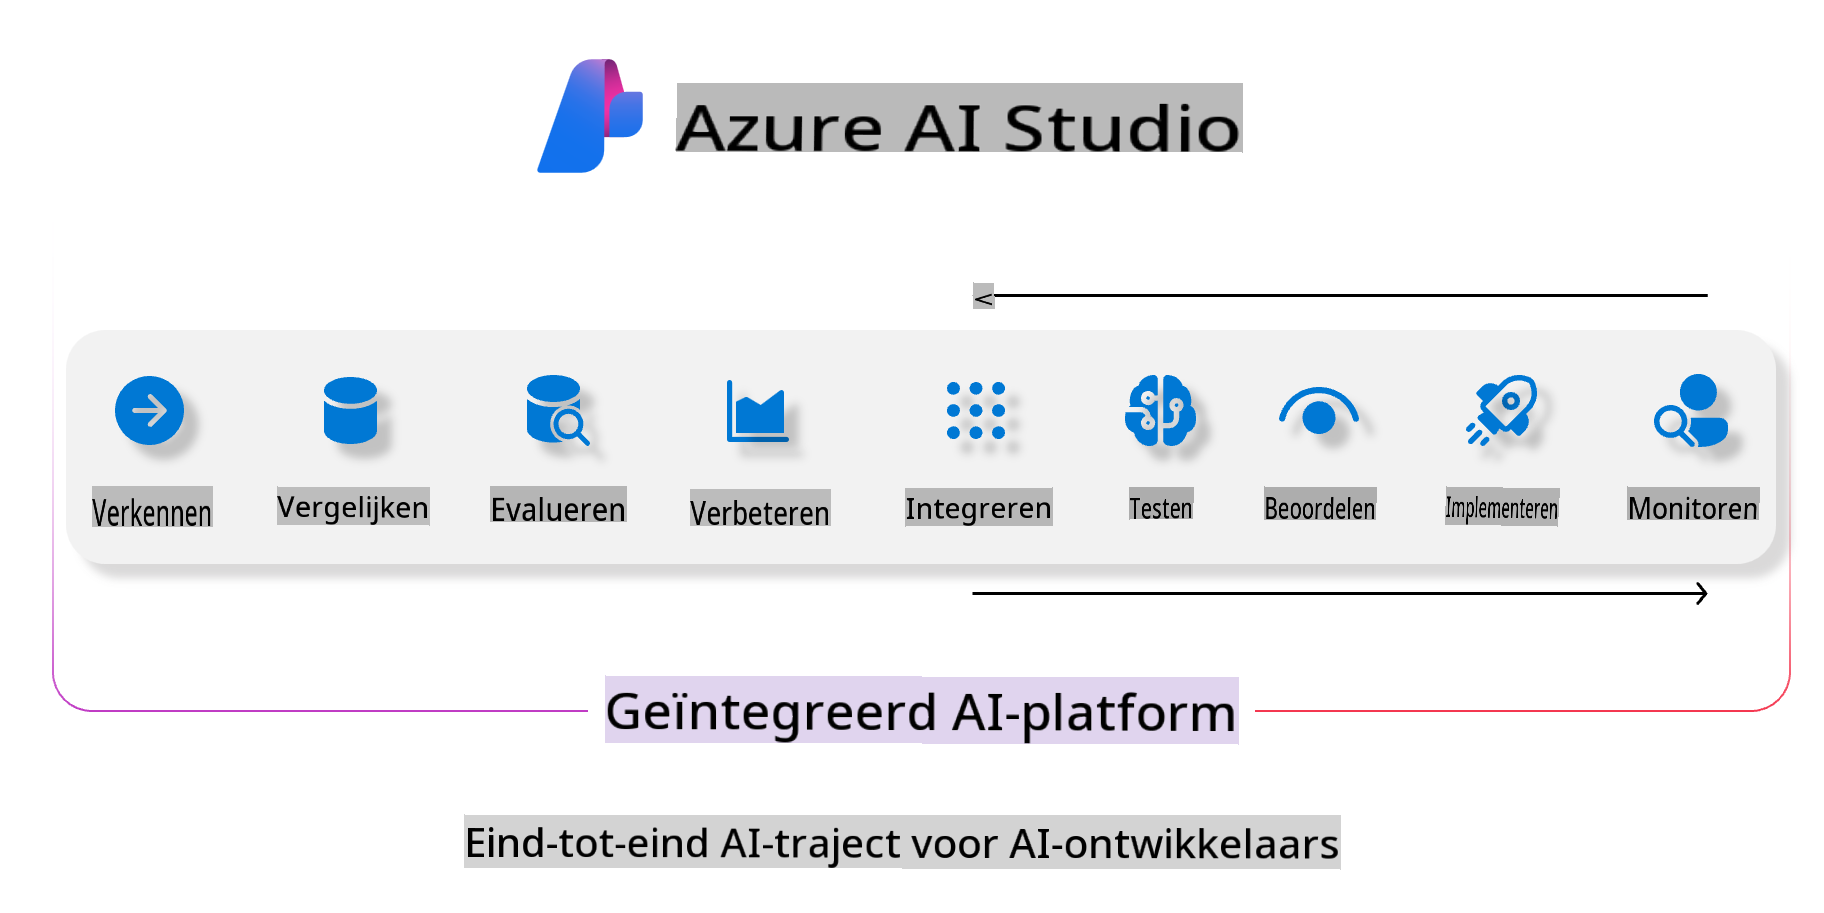 Azure AI Studio
<
Verkennen Vergelijken Evalueren Verbeteren Integreren Testen Beoordelen Implementeren Monitoren
Geïntegreerd AI-platform
Eind-tot-eind AI-traject voor AI-ontwikkelaars